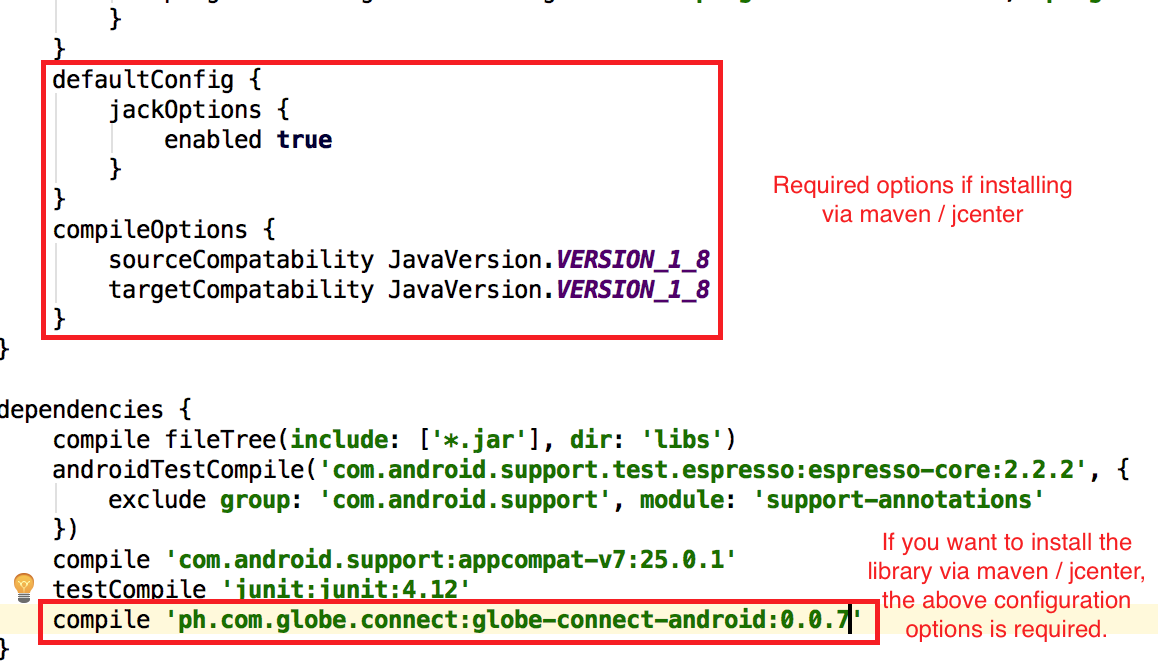 }
}
defaultConfig {
jackOptions {
enabled true
}
}
compileOptions {
sourceCompatability JavaVersion.VERSION_1_8
targetCompatability JavaVersion.VERSION_1_8
}
}
Required options if installing
via maven / jcenter
dependencies {
compile fileTree(include: ['*.jar'], dir: 'libs')
androidTestCompile('com.android.support.test.espresso:espresso-core:2.2.2', {
exclude group: 'com.android.support', module: 'support-annotations'
})
compile 'com.android.support:appcompat-v7:25.0.1'
testCompile 'junit:junit:4.12'
compile 'ph.com.globe.connect:globe-connect-android:0.0.7'
}
If you want to install the
library via maven / jcenter,
the above configuration
options is required.